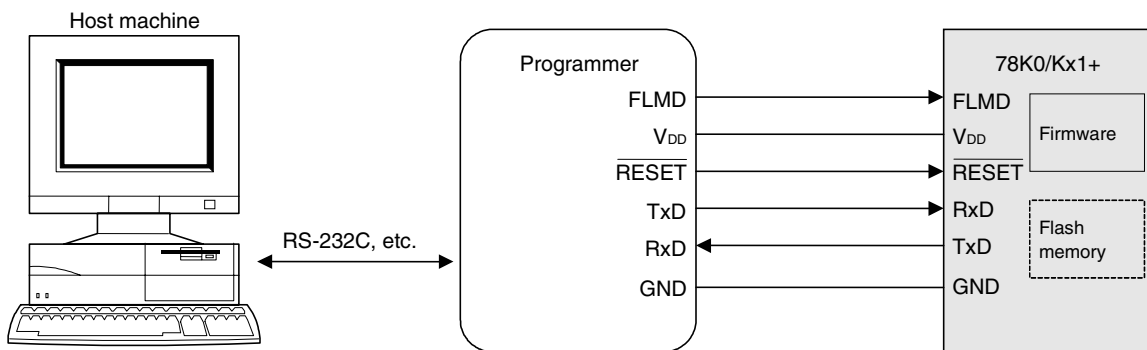 Host machine
RS-232C, etc.
Programmer
FLMD
VDD
RESET
TxD
RxD
GND
78K0/Kx1+
FLMD
VDD
RESET
RxD
TxD
GND
Firmware
Flash
memory